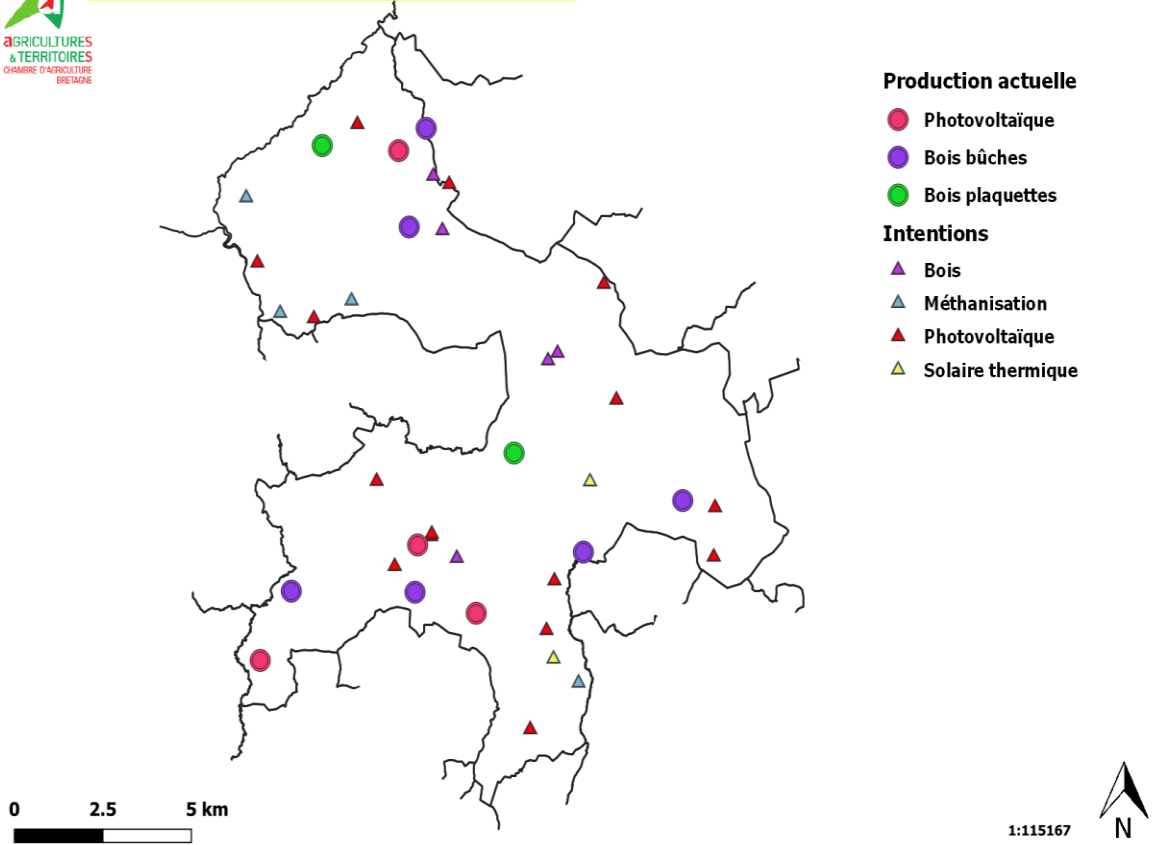 aGRICULTURES
& TERRITOIRES
CHAMBRE D'AGRICULTURE
BRETAGNE
Production actuelle
Photovoltaïque
Bois bûches
Bois plaquettes
Intentions
Bois
Méthanisation
Photovoltaïque
Solaire thermique
0 2.5 5 km
1:115167
N